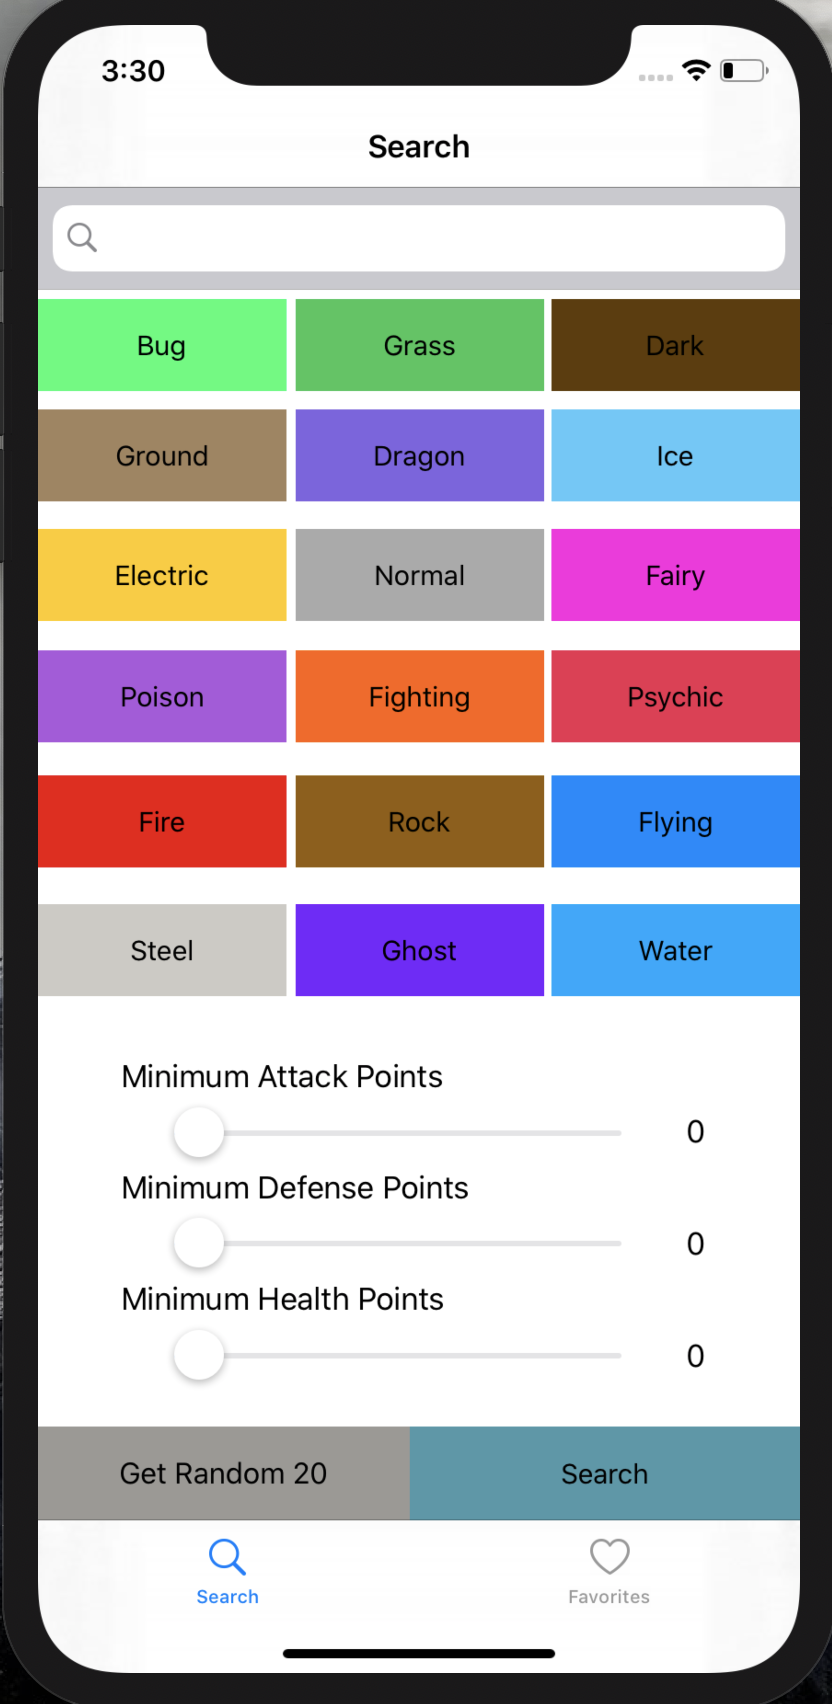 3:30
Search
Bug Grass Dark
Ground Dragon Ice
Electric Normal Fairy
Poison Fighting Psychic
Fire Rock Flying
Steel Ghost Water
Minimum Attack Points
0
Minimum Defense Points
0
Minimum Health Points
0
Get Random 20 Search
Search Favorites